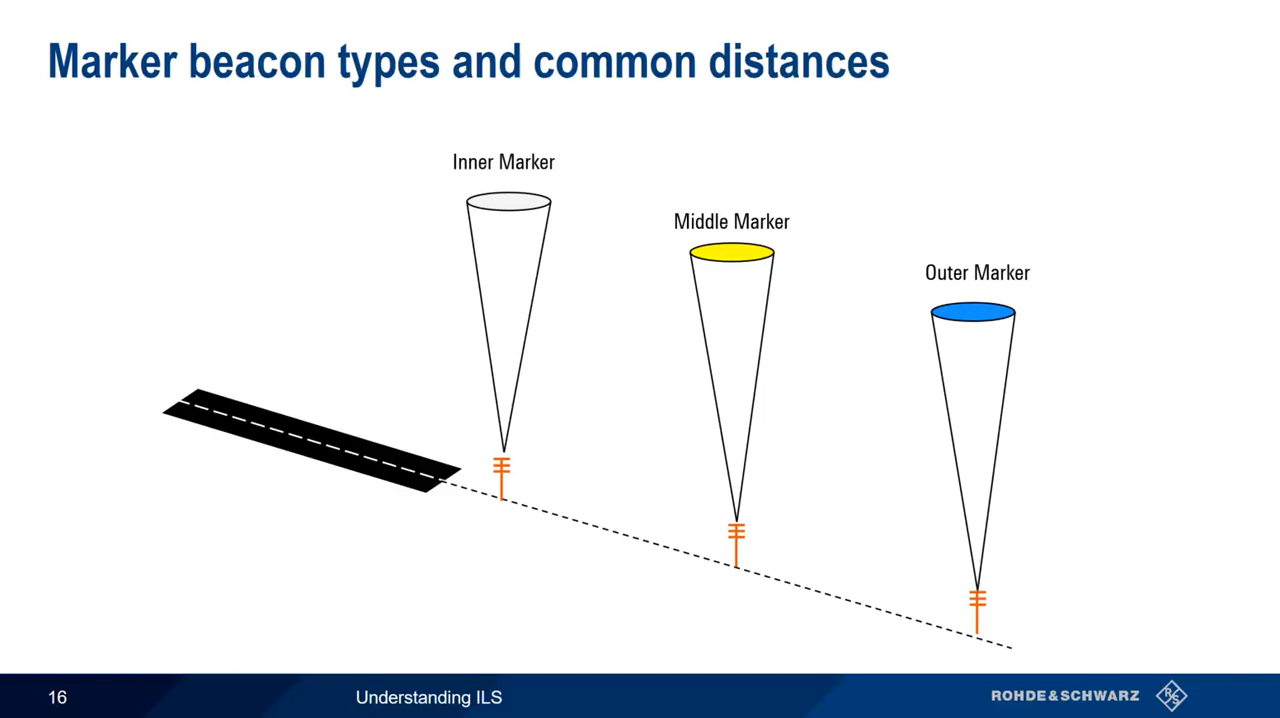 Marker beacon types and common distances
Inner Marker
Middle Marker
Outer Marker
16
Understanding ILS
ROHDE&SCHWARZ
R&S